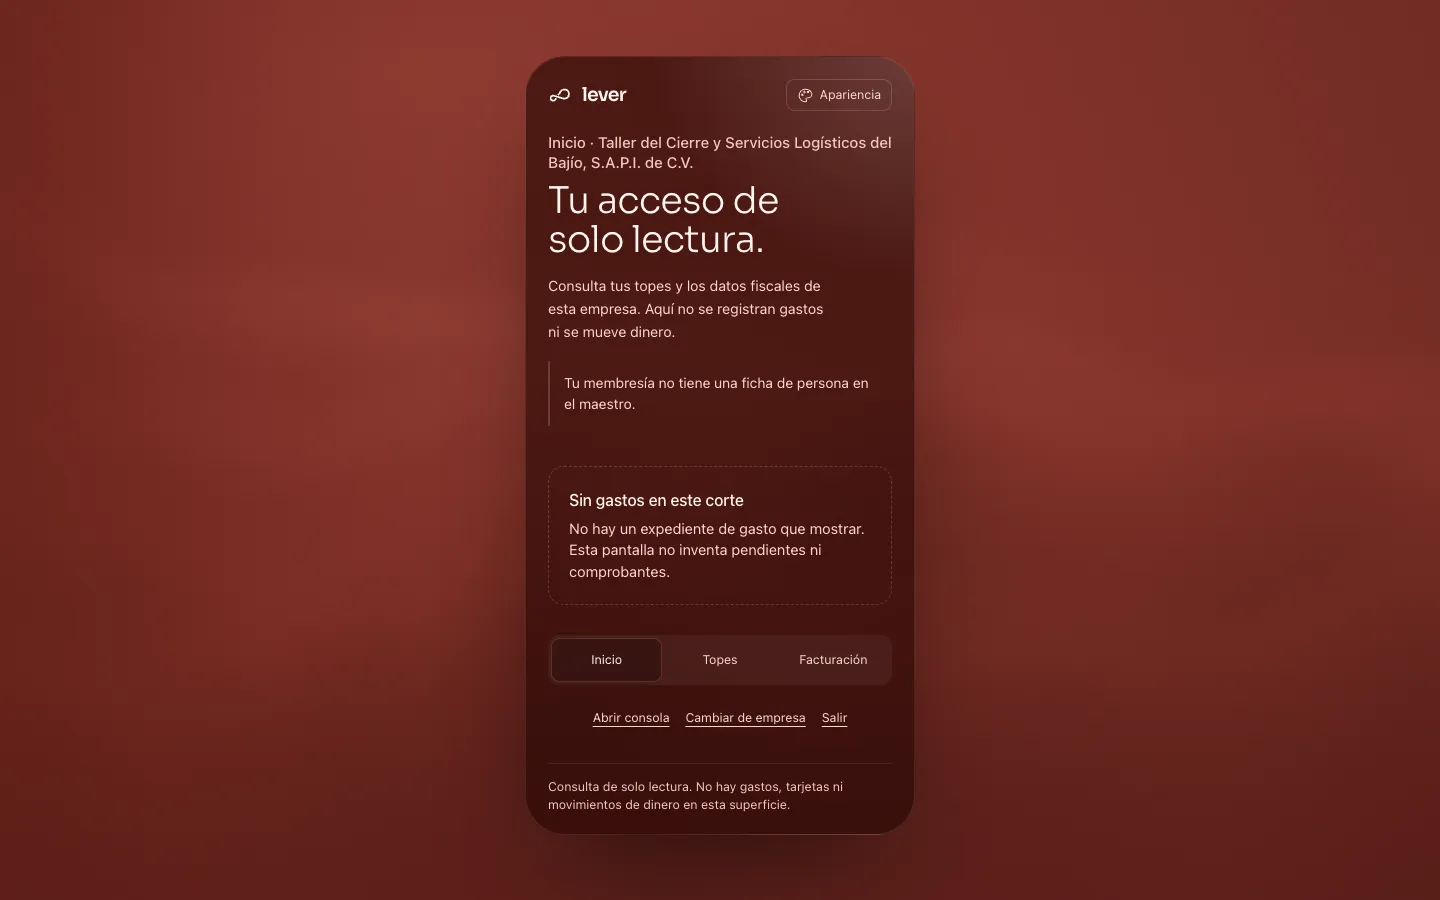 lever
Apariencia
Inicio · Taller del Cierre y Servicios Logísticos del
Bajío, S.A.P.I. de C.V.
Tu acceso de
solo lectura.
Consulta tus topes y los datos fiscales de
esta empresa. Aquí no se registran gastos
ni se mueve dinero.
Tu membresía no tiene una ficha de persona en
el maestro.
Sin gastos en este corte
No hay un expediente de gasto que mostrar.
Esta pantalla no inventa pendientes ni
comprobantes.
Inicio
Topes
Facturación
Abrir consola
Cambiar de empresa
Salir
Consulta de solo lectura. No hay gastos, tarjetas ni
movimientos de dinero en esta superficie.